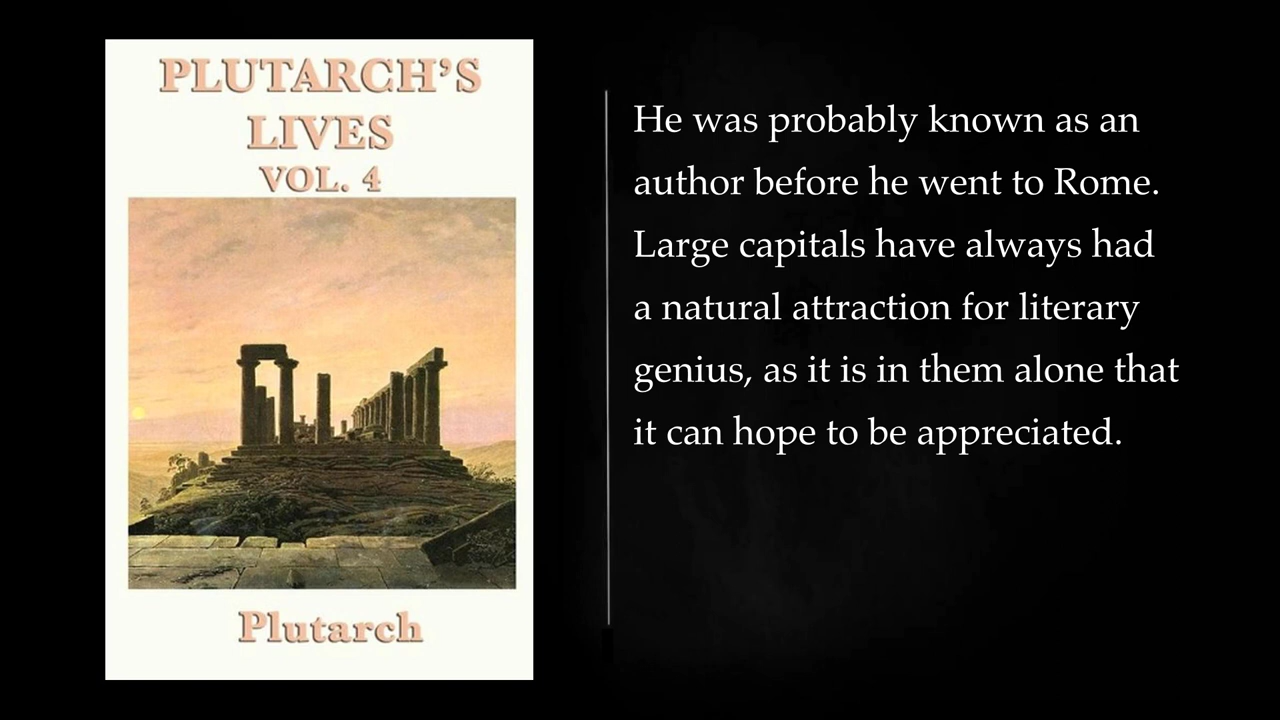 PLUTARCH’S
LIVES
VOL. 4
Plutarch
He was probably known as an
author before he went to Rome.
Large capitals have always had
a natural attraction for literary
genius, as it is in them alone that
it can hope to be appreciated.